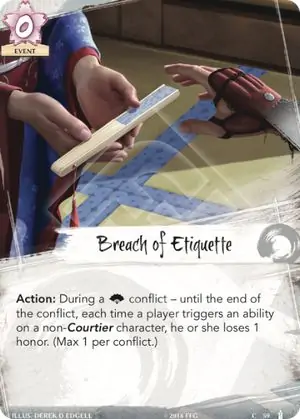 0
EVENT
Breach of Etiquette
Action: During a conflict – until the end of
the conflict, each time a player triggers an ability
on a non-Courtier character, he or she loses 1
honor. (Max 1 per conflict.)
ILLUS: DEREK D EDGELL
©2018 FFG
C
59